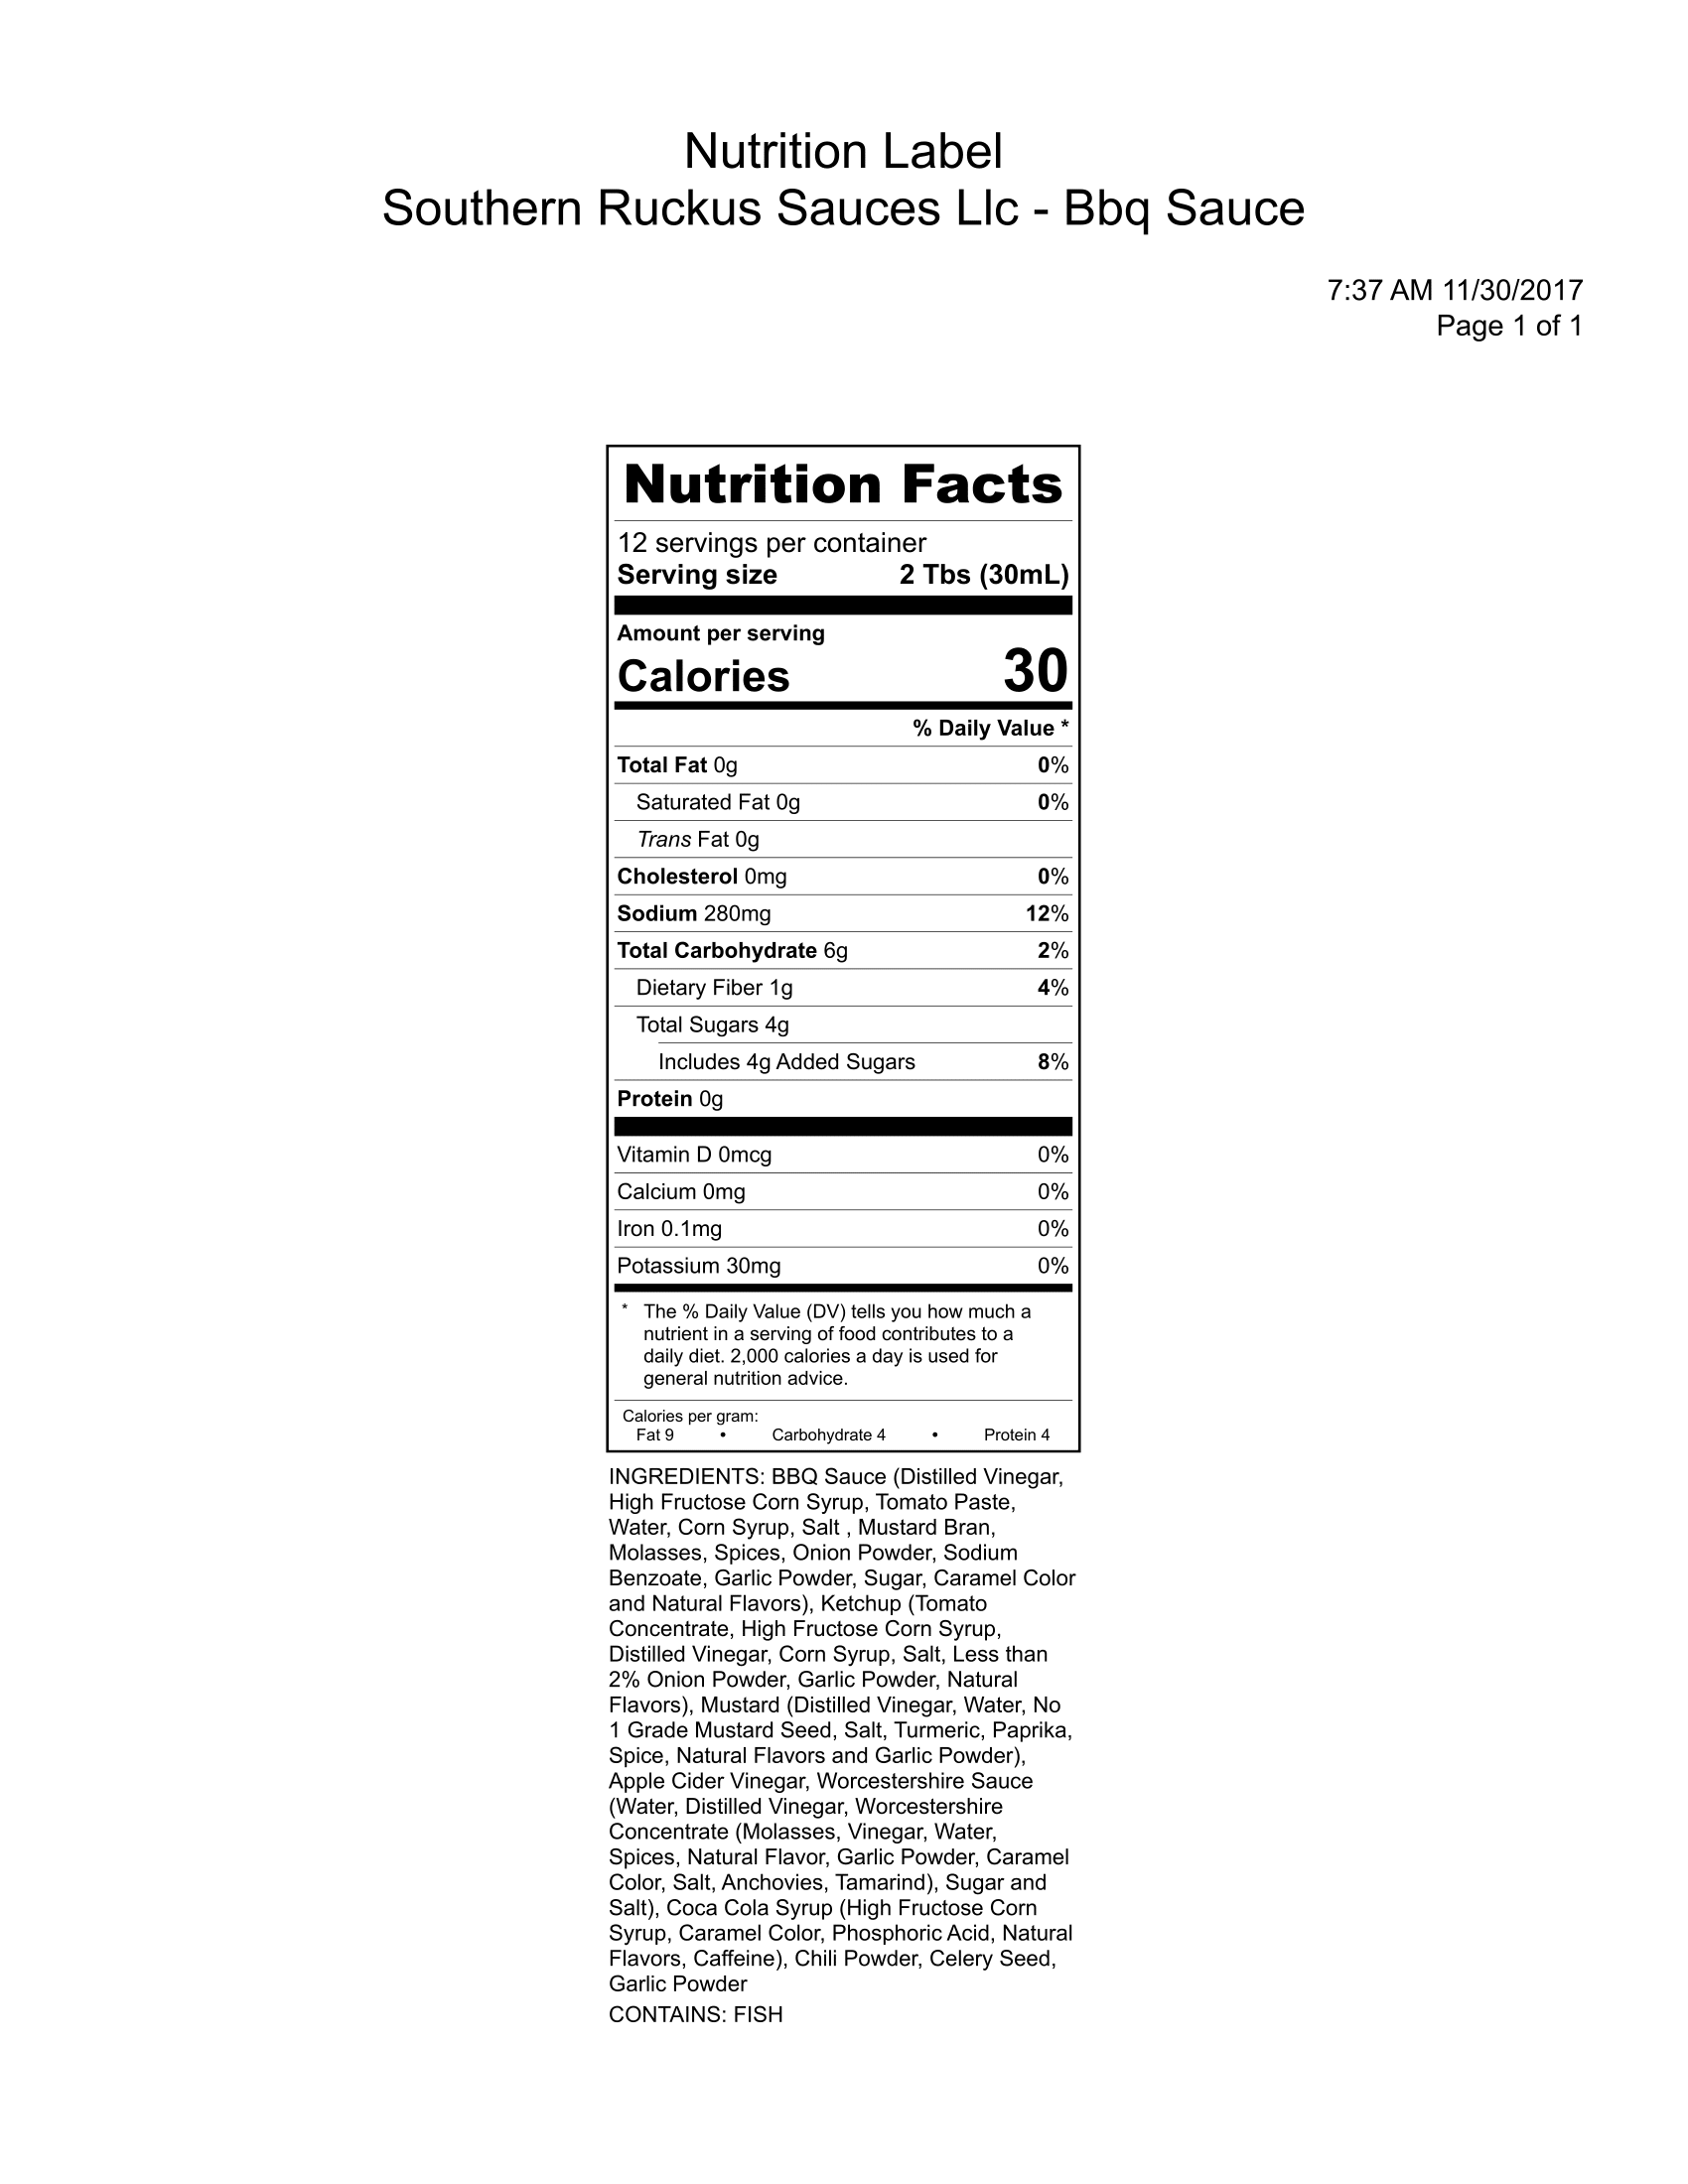 Nutrition Label
Southern Ruckus Sauces Llc - Bbq Sauce
7:37 AM 11/30/2017
Page 1 of 1
Nutrition Facts
12 servings per container
Serving size 2 Tbs (30mL)
Amount per serving
Calories 30
% Daily Value *
Total Fat 0g 0%
Saturated Fat 0g 0%
Trans Fat 0g
Cholesterol 0mg 0%
Sodium 280mg 12%
Total Carbohydrate 6g 2%
Dietary Fiber 1g 4%
Total Sugars 4g
Includes 4g Added Sugars 8%
Protein 0g
Vitamin D 0mcg 0%
Calcium 0mg 0%
Iron 0.1mg 0%
Potassium 30mg 0%
* The % Daily Value (DV) tells you how much a
nutrient in a serving of food contributes to a
daily diet. 2,000 calories a day is used for
general nutrition advice.
Calories per gram:
Fat 9 • Carbohydrate 4 • Protein 4
INGREDIENTS: BBQ Sauce (Distilled Vinegar,
High Fructose Corn Syrup, Tomato Paste,
Water, Corn Syrup, Salt , Mustard Bran,
Molasses, Spices, Onion Powder, Sodium
Benzoate, Garlic Powder, Sugar, Caramel Color
and Natural Flavors), Ketchup (Tomato
Concentrate, High Fructose Corn Syrup,
Distilled Vinegar, Corn Syrup, Salt, Less than
2% Onion Powder, Garlic Powder, Natural
Flavors), Mustard (Distilled Vinegar, Water, No
1 Grade Mustard Seed, Salt, Turmeric, Paprika,
Spice, Natural Flavors and Garlic Powder),
Apple Cider Vinegar, Worcestershire Sauce
(Water, Distilled Vinegar, Worcestershire
Concentrate (Molasses, Vinegar, Water,
Spices, Natural Flavor, Garlic Powder, Caramel
Color, Salt, Anchovies, Tamarind), Sugar and
Salt), Coca Cola Syrup (High Fructose Corn
Syrup, Caramel Color, Phosphoric Acid, Natural
Flavors, Caffeine), Chili Powder, Celery Seed,
Garlic Powder
CONTAINS: FISH